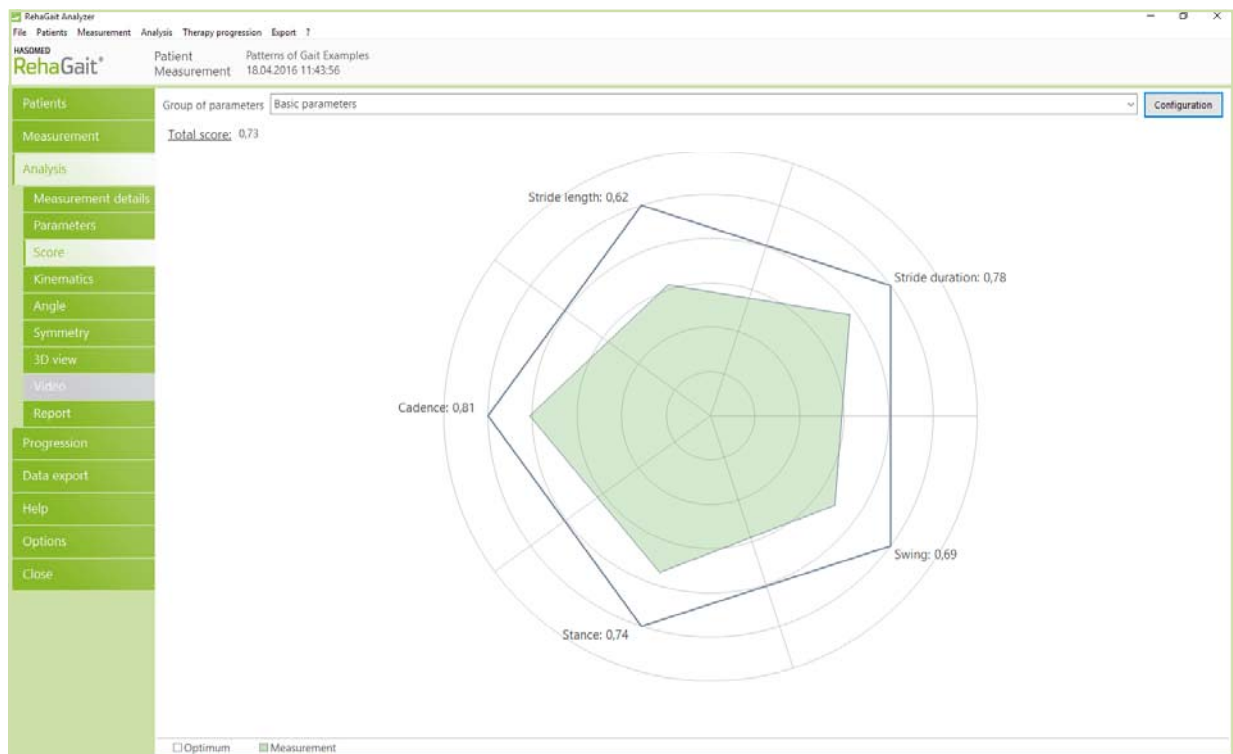 RehaGait Analyzer
File Patients Measurement Analysis Therapy progression Export ?
HASOMED
RehaGait®
Patient Patterns of Gait Examples
Measurement 18.04.2016 11:43:56
Patients
Measurement
Analysis
Measurement details
Parameters
Score
Kinematics
Angle
Symmetry
3D view
Video
Report
Progression
Data export
Help
Options
Close
Group of parameters Basic parameters Configuration
Total score: 0,73
Stride length: 0,62
Stride duration: 0,78
Cadence: 0,81
Swing: 0,69
Stance: 0,74
Optimum Measurement